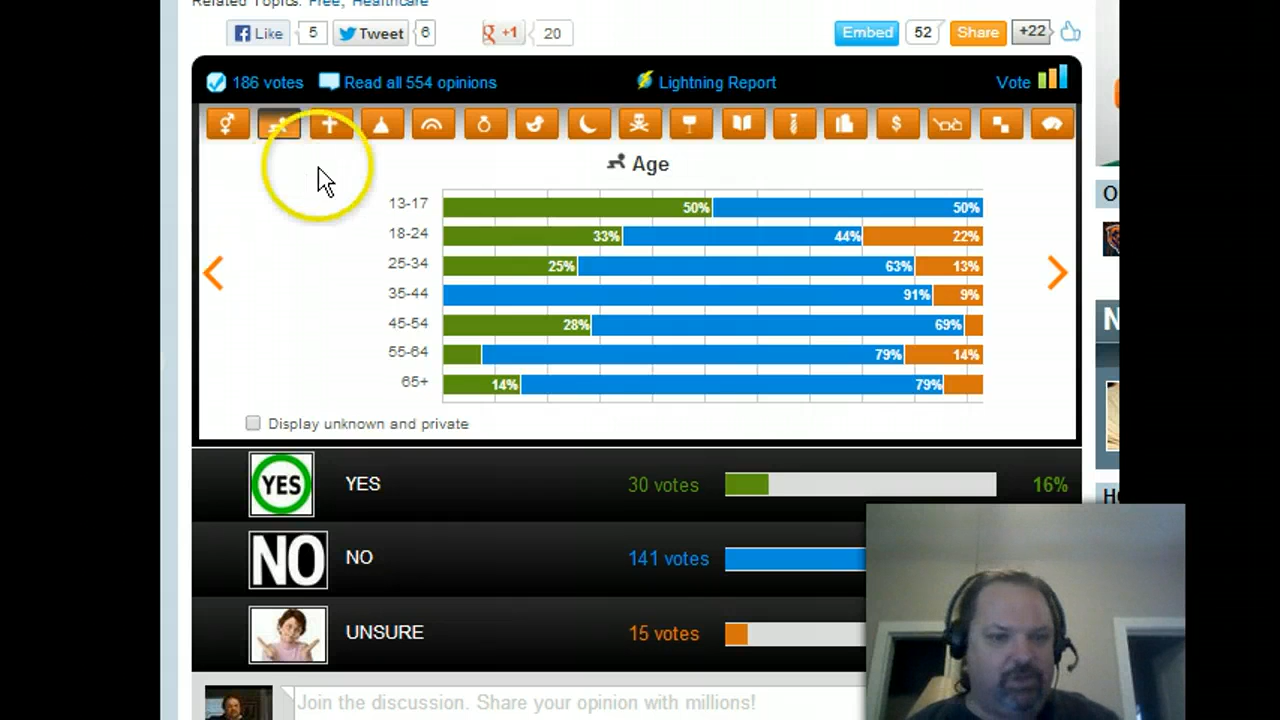 Related Topics: Free, Healthcare
Like 5 Tweet 6 g +1 20 Embed 52 Share +22
186 votes Read all 554 opinions Lightning Report Vote
$
Age
13-17 50% 50%
18-24 33% 44% 22%
25-34 25% 63% 13%
35-44 91% 9%
45-54 28% 69%
55-64 79% 14%
65+ 14% 79%
Display unknown and private
YES YES 30 votes 16%
NO NO 141 votes
UNSURE 15 votes
Join the discussion. Share your opinion with millions!